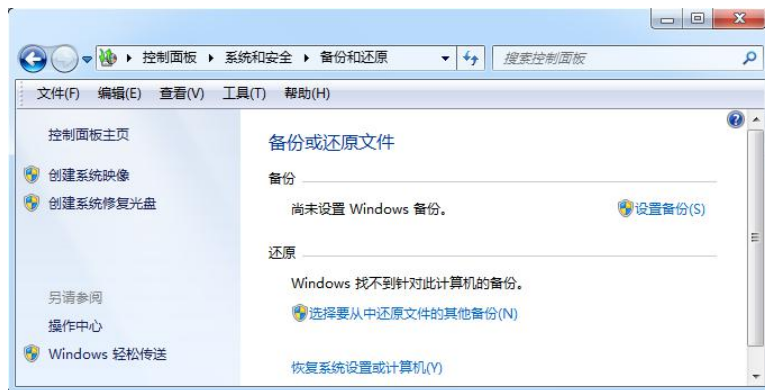 控制面板 ▸ 系统和安全 ▸ 备份和还原
搜索控制面板
文件(F) 编辑(E) 查看(V) 工具(T) 帮助(H)
控制面板主页
创建系统映像
创建系统修复光盘
另请参阅
操作中心
Windows 轻松传送
备份或还原文件
备份
尚未设置 Windows 备份。
设置备份(S)
还原
Windows 找不到针对此计算机的备份。
选择要从中还原文件的其他备份(N)
恢复系统设置或计算机(Y)